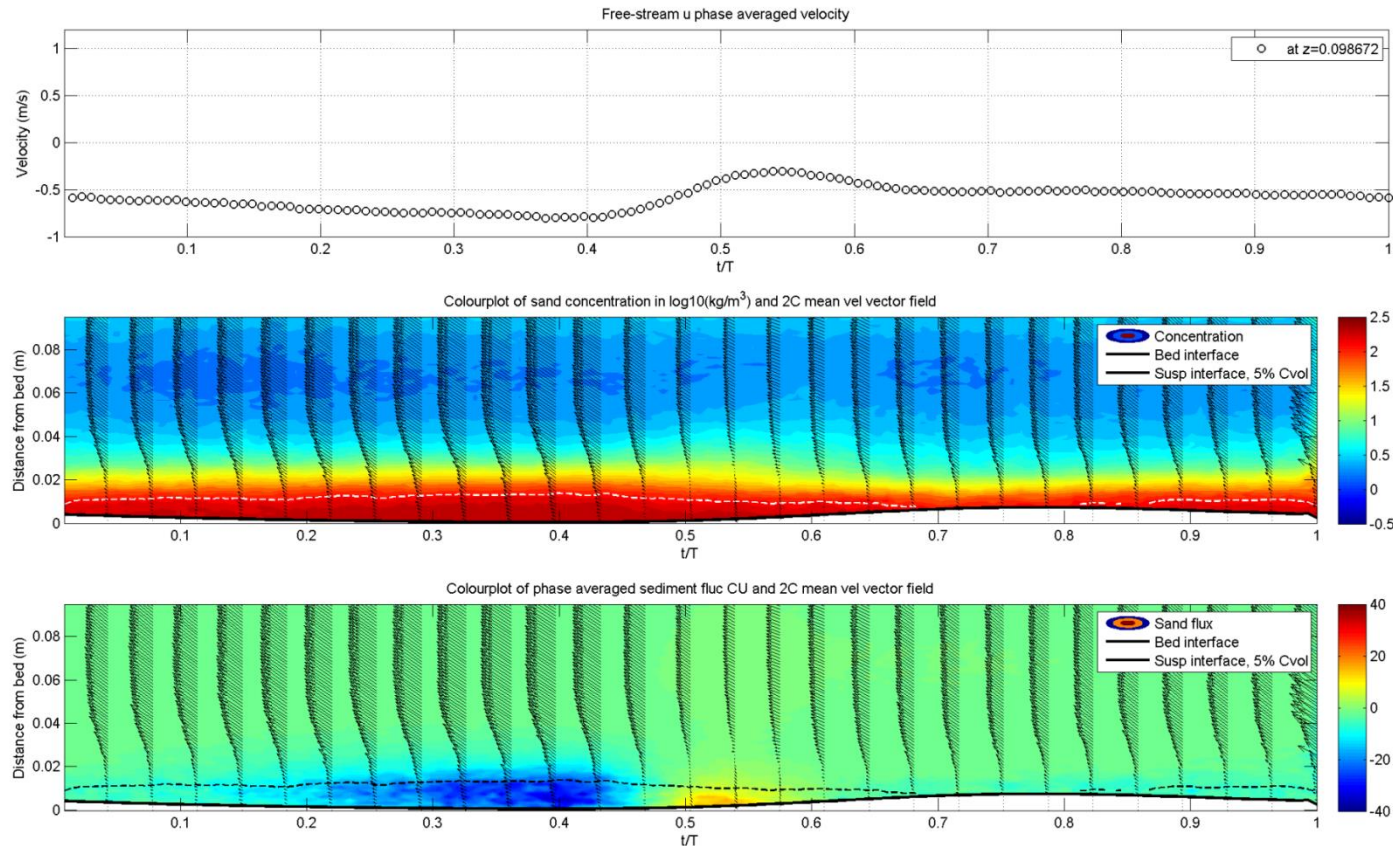 Free-stream u phase averaged velocity
1
0.5
0
-0.5
-1
Velocity (m/s)
at z=0.098672
0.1 0.2 0.3 0.4 0.5 0.6 0.7 0.8 0.9 1
t/T
Colourplot of sand concentration in log10(kg/m³) and 2C mean vel vector field
0.08
0.06
0.04
0.02
0
Distance from bed (m)
Concentration
Bed interface
Susp interface, 5% Cvol
2.5
2
1.5
1
0.5
0
-0.5
0.1 0.2 0.3 0.4 0.5 0.6 0.7 0.8 0.9 1
t/T
Colourplot of phase averaged sediment fluc CU and 2C mean vel vector field
0.08
0.06
0.04
0.02
0
Distance from bed (m)
Sand flux
Bed interface
Susp interface, 5% Cvol
40
20
0
-20
-40
0.1 0.2 0.3 0.4 0.5 0.6 0.7 0.8 0.9 1
t/T